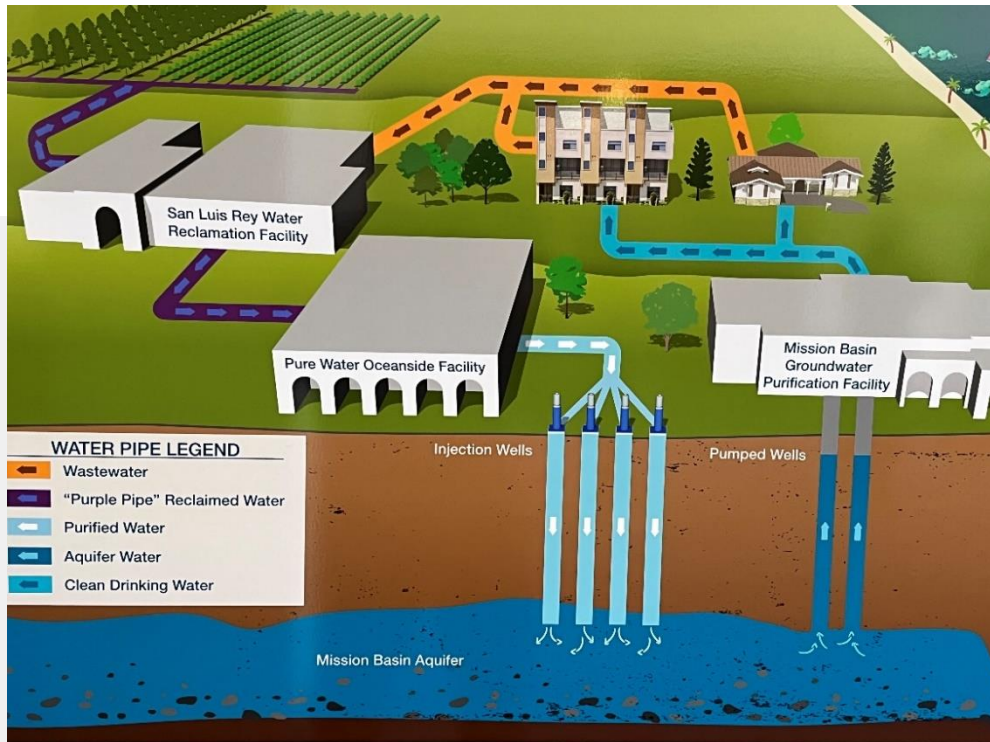 San Luis Rey Water
Reclamation Facility
Pure Water Oceanside Facility
Mission Basin
Groundwater
Purification Facility
Injection Wells
Pumped Wells
WATER PIPE LEGEND
Wastewater
"Purple Pipe" Reclaimed Water
Purified Water
Aquifer Water
Clean Drinking Water
Mission Basin Aquifer